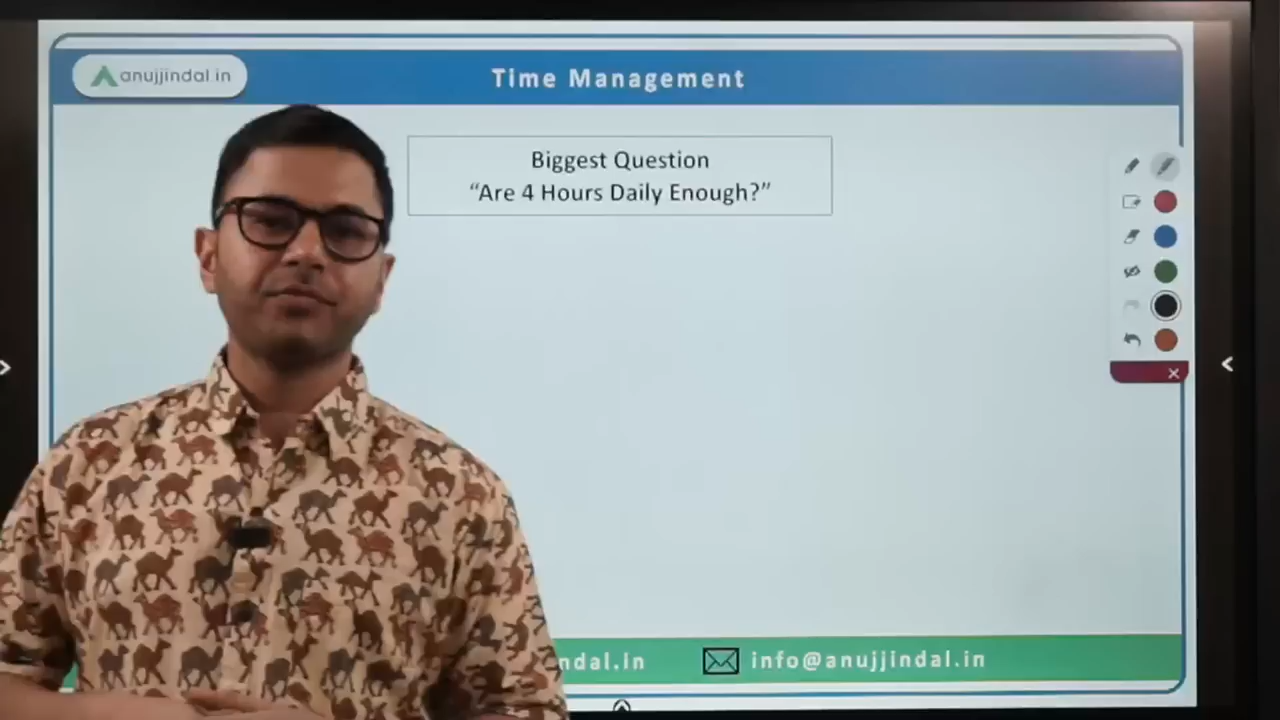 anujjindal.in
Time Management
Biggest Question
“Are 4 Hours Daily Enough?”
ndal.in
info@anujjindal.in